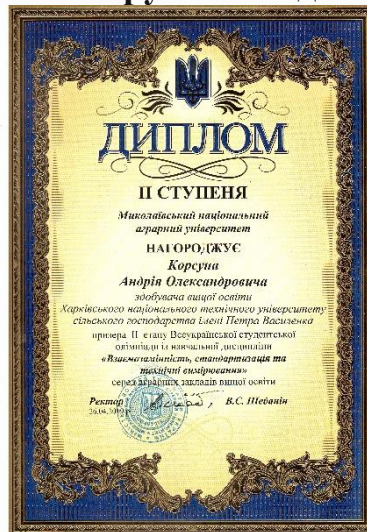 ДИПЛОМ
ІІ СТУПЕНЯ
Миколаївський національний
аграрний університет
НАГОРОДЖУЄ
Корсуна
Андрія Олександровича
здобувача вищої освіти
Харківського національного технічного університету
сільського господарства імені Петра Василенка
призера ІІ етапу Всеукраїнської студентської
олімпіади із навчальної дисципліни
«Взаємозамінність, стандартизація та
технічні вимірювання»
серед аграрних закладів вищої освіти
Ректор В.С. Шебанін